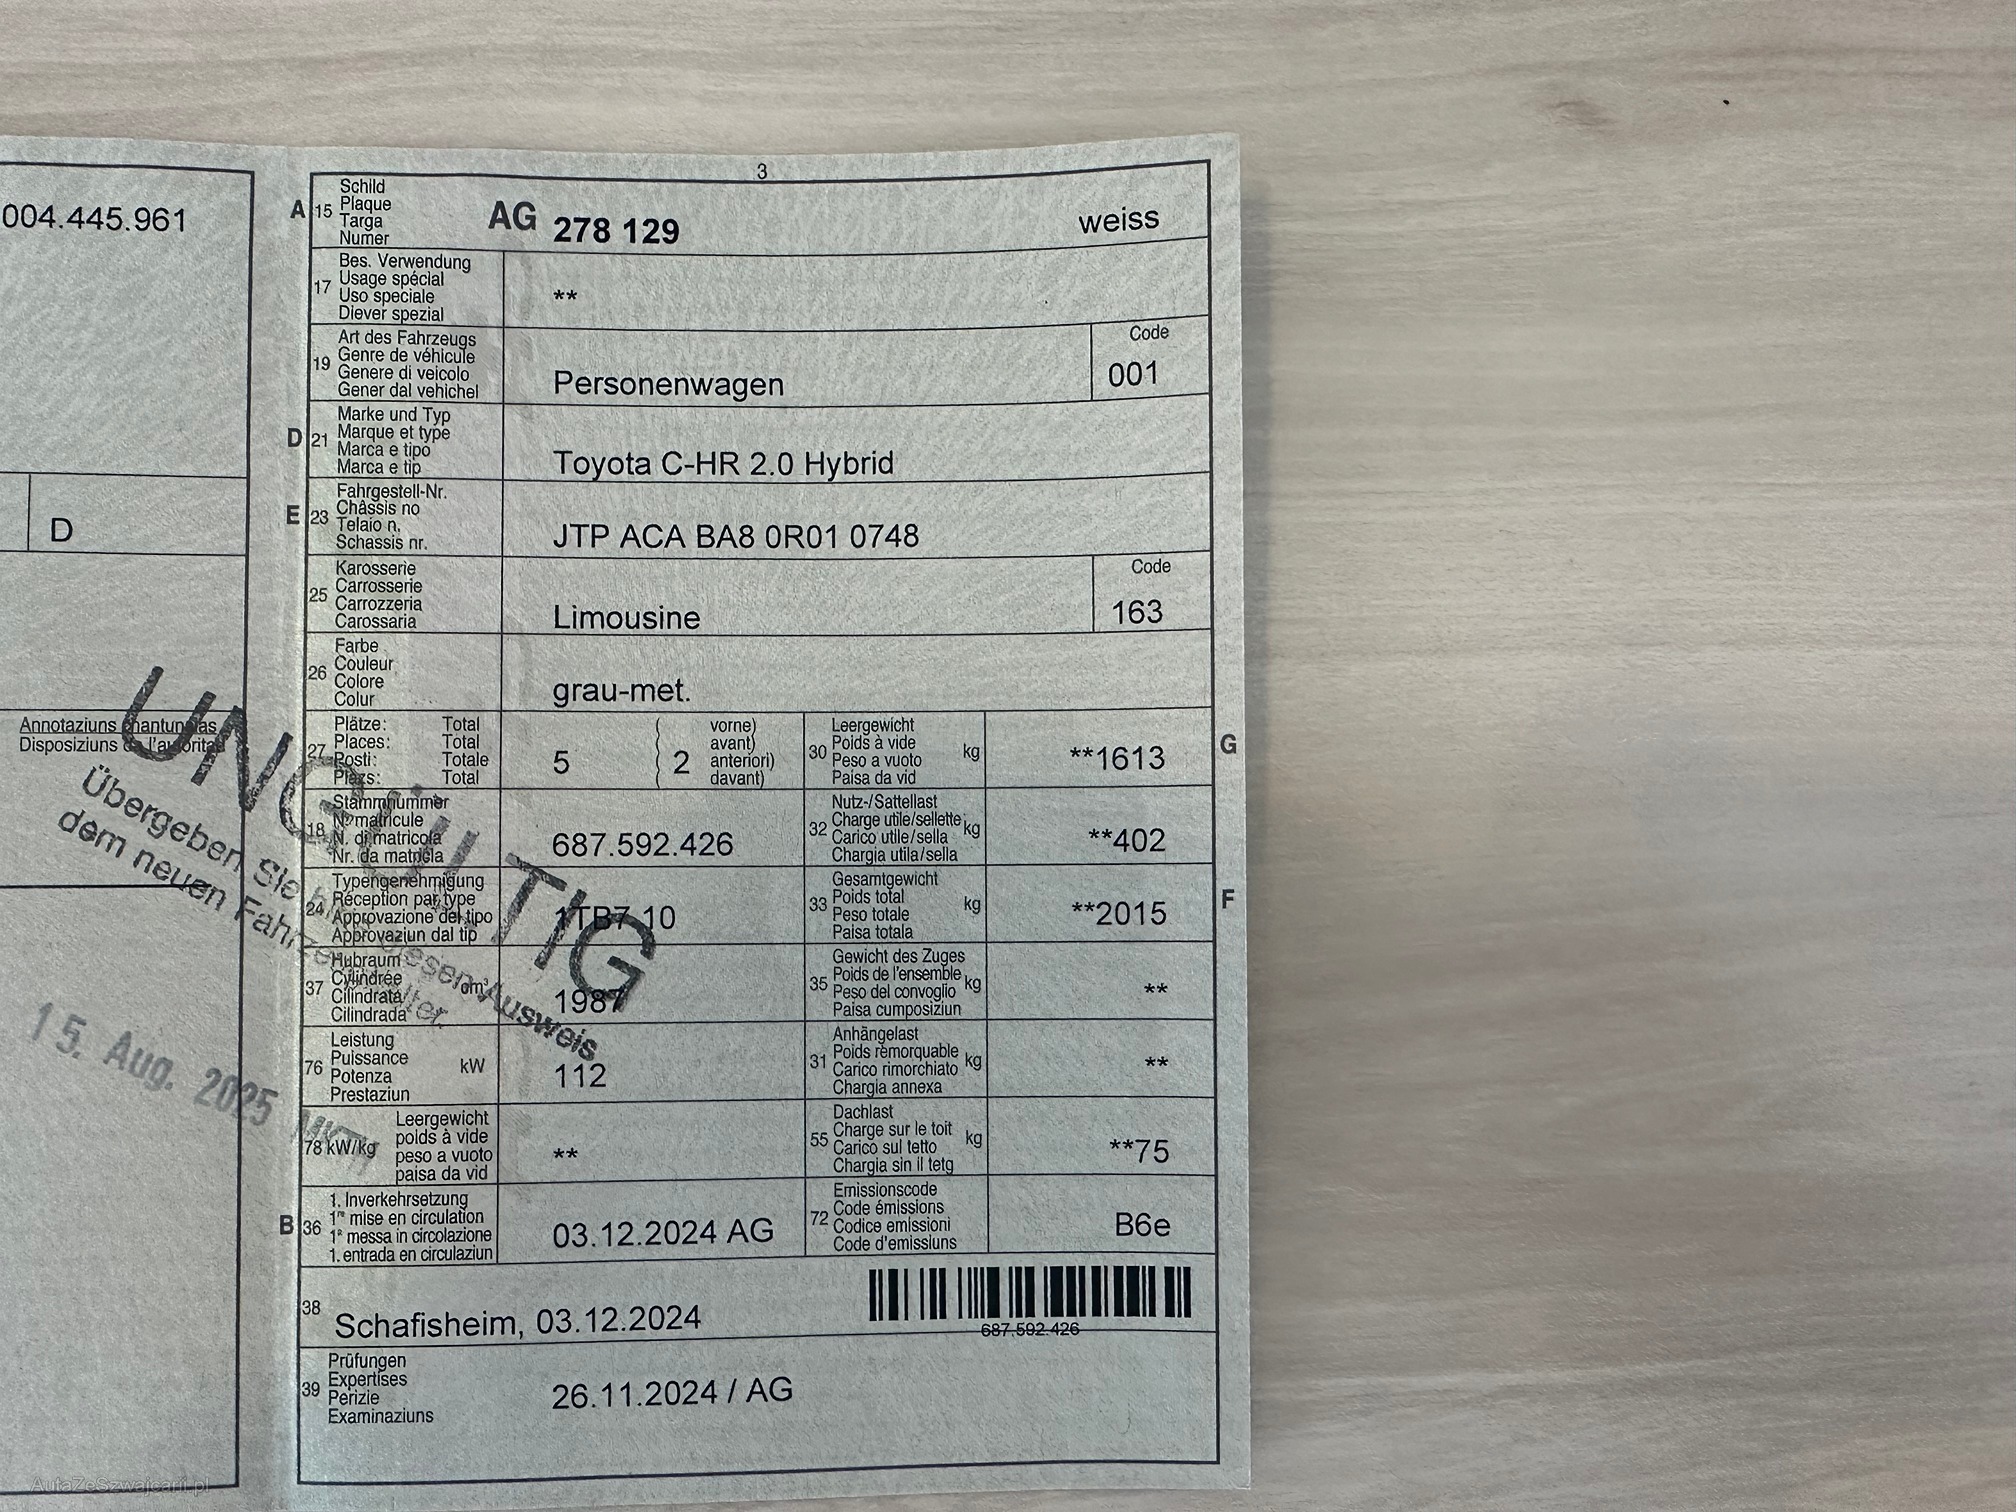 004.445.961
D
Annotaziuns chantunalas
Disposiziuns da l'autoritad
UNGÜLTIG
Übergeben Sie bitte diesen Ausweis
dem neuen Fahrzeughalter.
15. Aug. 2025
3
A 15 Schild
Plaque
Targa
Numer
AG 278 129 weiss
17 Bes. Verwendung
Usage spécial
Uso speciale
Diever spezial
**
19 Art des Fahrzeugs
Genre de véhicule
Genere di veicolo
Gener dal vehichel
Personenwagen
Code
001
D 21 Marke und Typ
Marque et type
Marca e tipo
Marca e tip
Toyota C-HR 2.0 Hybrid
E 23 Fahrgestell-Nr.
Châssis no
Telaio n.
Schassis nr.
JTP ACA BA8 0R01 0748
25 Karosserie
Carrosserie
Carrozzeria
Carossaria
Limousine
Code
163
26 Farbe
Couleur
Colore
Colur
grau-met.
27 Plätze: Total
Places: Total
Posti: Totale
Plazs: Total
5 ( 2 vorne)
avant)
anteriori)
davant)
30 Leergewicht
Poids à vide
Peso a vuoto
Paisa da vid
kg **1613 G
18 Stammnummer
N° matricule
N. di matricola
Nr. da matricla
687.592.426
32 Nutz-/Sattellast
Charge utile/sellette
Carico utile/sella
Chargia utila/sella
kg **402
24 Typengenehmigung
Réception par type
Approvazione del tipo
Approvaziun dal tip
1TB7 10
33 Gesamtgewicht
Poids total
Peso totale
Paisa totala
kg **2015 F
37 Hubraum
Cylindrée
Cilindrata
Cilindrada
cm³ 1987
35 Gewicht des Zuges
Poids de l'ensemble
Peso del convoglio
Paisa cumposiziun
kg **
76 Leistung
Puissance
Potenza
Prestaziun
kW 112
31 Anhängelast
Poids remorquable
Carico rimorchiato
Chargia annexa
kg **
78 kW/kg Leergewicht
poids à vide
peso a vuoto
paisa da vid
**
55 Dachlast
Charge sur le toit
Carico sul tetto
Chargia sin il tetg
kg **75
B 36 1. Inverkehrsetzung
1re mise en circulation
1a messa in circolazione
1. entrada en circulaziun
03.12.2024 AG
72 Emissionscode
Code émissions
Codice emissioni
Code d'emissiuns
B6e
38 Schafisheim, 03.12.2024
687.592.426
39 Prüfungen
Expertises
Perizie
Examinaziuns
26.11.2024 / AG
AutaZeSzwajcarii.pl